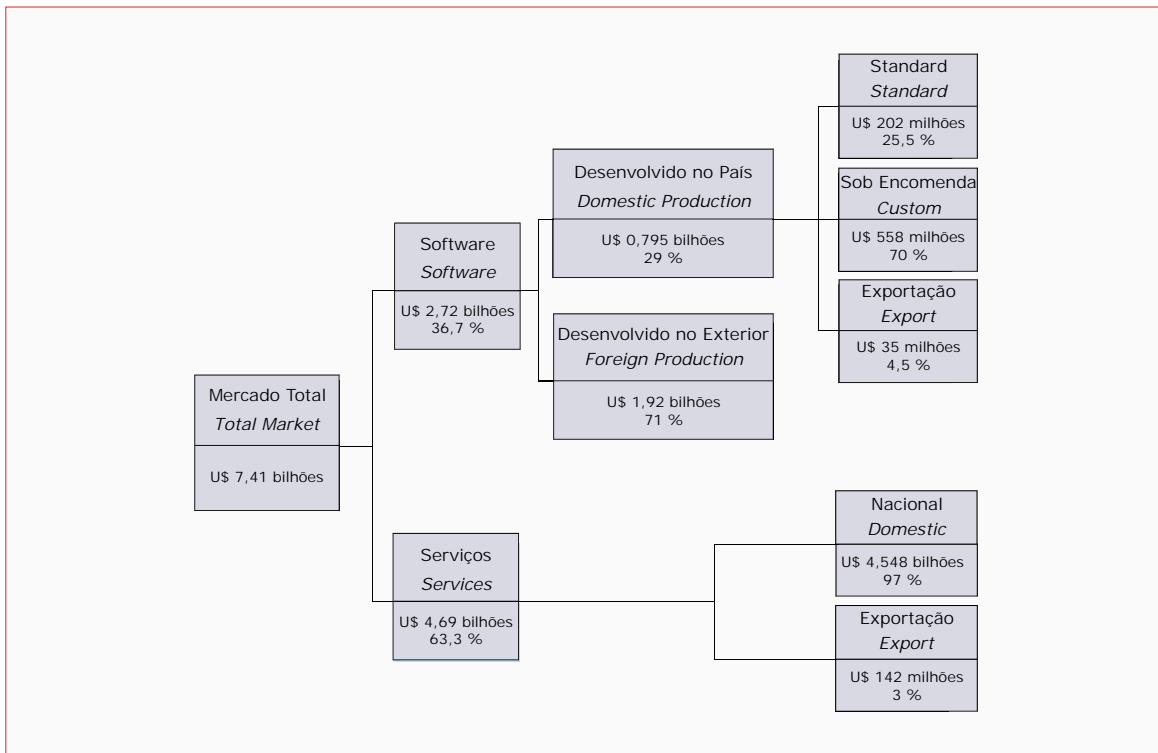 Mercado Total
Total Market
U$ 7,41 bilhões
Software
Software
U$ 2,72 bilhões
36,7 %
Desenvolvido no País
Domestic Production
U$ 0,795 bilhões
29 %
Standard
Standard
U$ 202 milhões
25,5 %
Sob Encomenda
Custom
U$ 558 milhões
70 %
Exportação
Export
U$ 35 milhões
4,5 %
Desenvolvido no Exterior
Foreign Production
U$ 1,92 bilhões
71 %
Serviços
Services
U$ 4,69 bilhões
63,3 %
Nacional
Domestic
U$ 4,548 bilhões
97 %
Exportação
Export
U$ 142 milhões
3 %